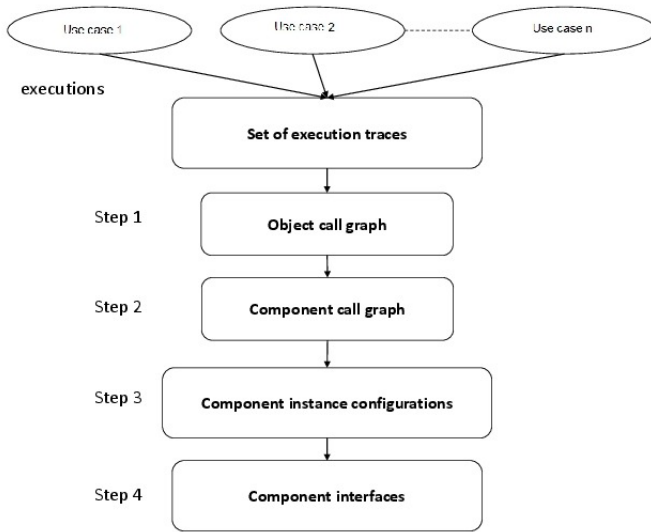 Use case 1
Use case 2
Use case n
executions
Set of execution traces
Step 1
Object call graph
Step 2
Component call graph
Step 3
Component instance configurations
Step 4
Component interfaces